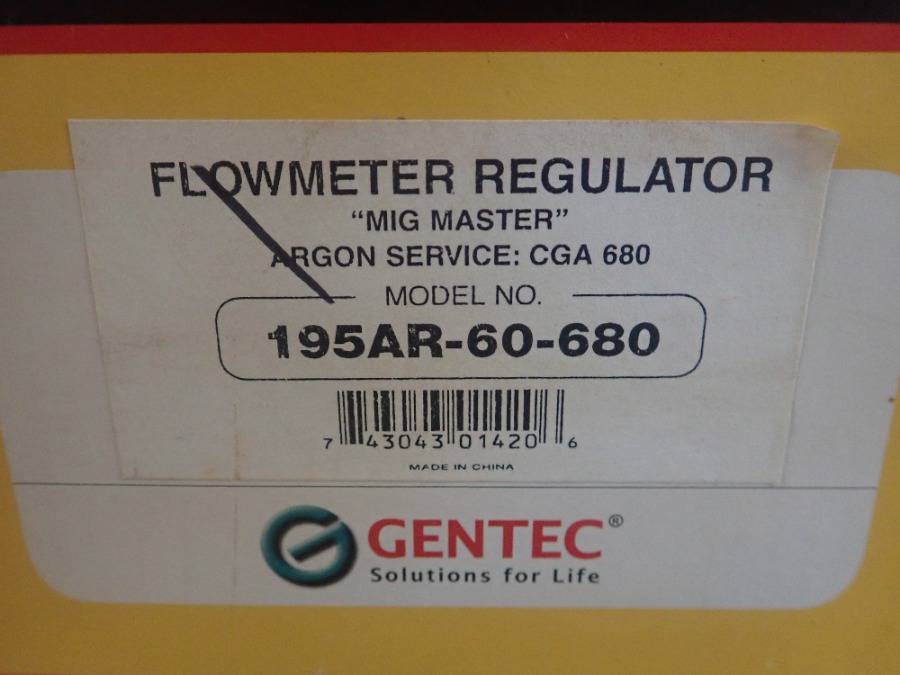 FLOWMETER REGULATOR
"MIG MASTER"
ARGON SERVICE: CGA 680
MODEL NO.
195AR-60-680
7 43043 01420 6
MADE IN CHINA
GENTEC®
Solutions for Life